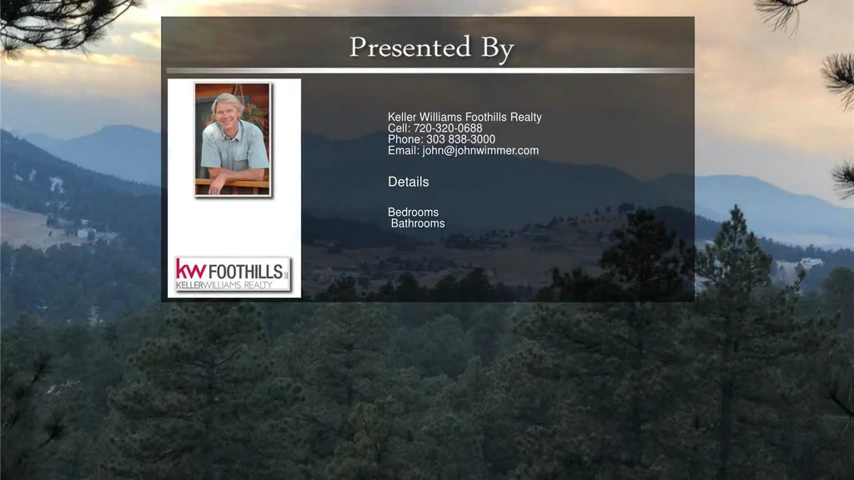 Presented By
Keller Williams Foothills Realty
Cell: 720-320-0688
Phone: 303 838-3000
Email: john@johnwimmer.com
Details
Bedrooms
Bathrooms
kw FOOTHILLS
KELLERWILLIAMS. REALTY